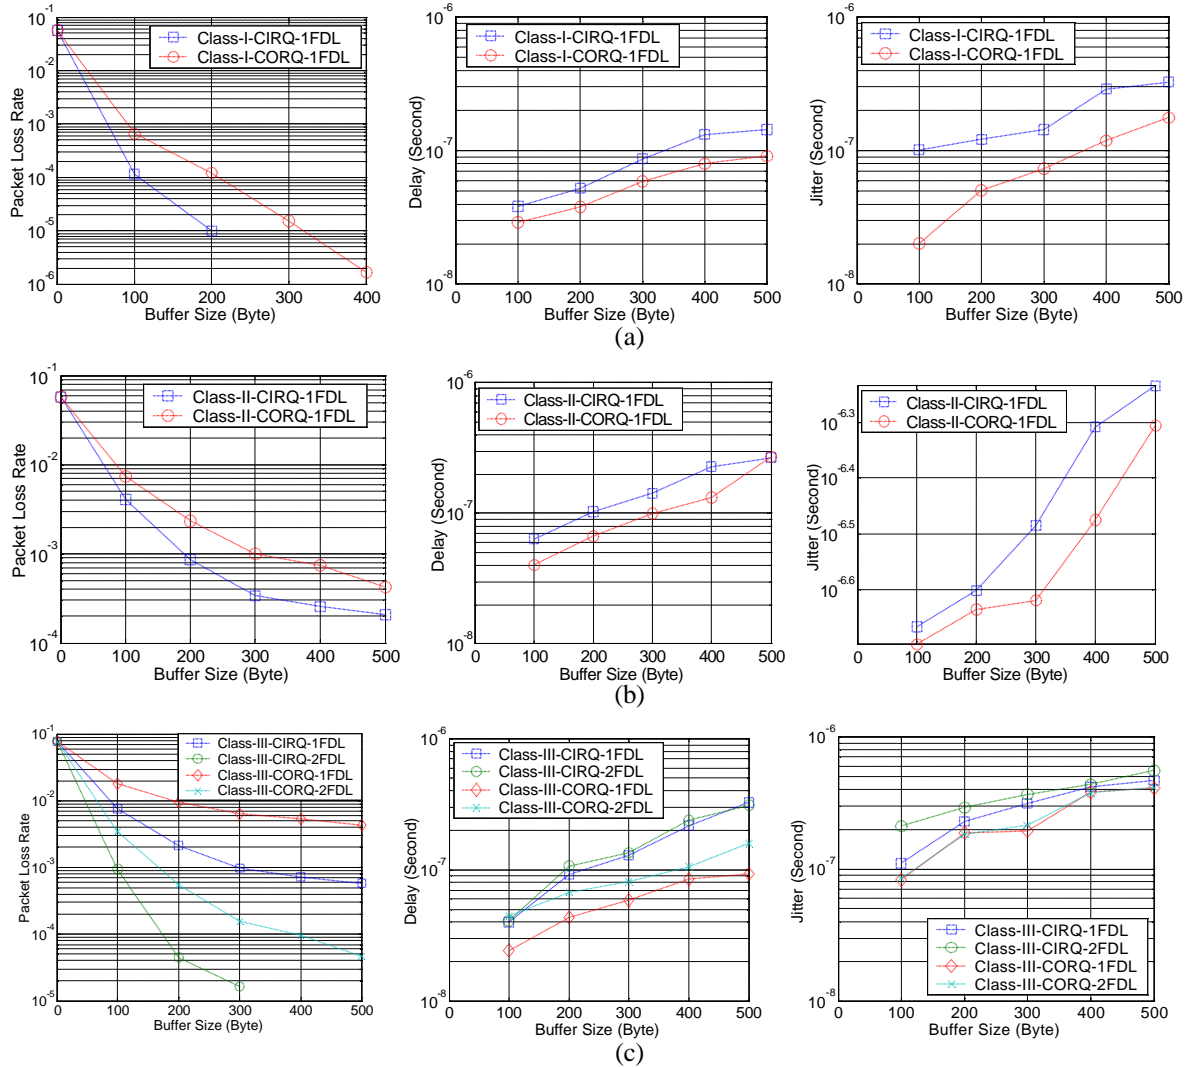 10^-1
10^-2
10^-3
10^-4
10^-5
10^-6
Packet Loss Rate
0 100 200 300 400
Buffer Size (Byte)
Class-I-CIRQ-1FDL
Class-I-CORQ-1FDL
10^-6
10^-7
10^-8
Delay (Second)
0 100 200 300 400 500
Buffer Size (Byte)
Class-I-CIRQ-1FDL
Class-I-CORQ-1FDL
10^-6
10^-7
10^-8
Jitter (Second)
0 100 200 300 400 500
Buffer Size (Byte)
Class-I-CIRQ-1FDL
Class-I-CORQ-1FDL
(a)
10^-1
10^-2
10^-3
10^-4
Packet Loss Rate
0 100 200 300 400 500
Buffer Size (Byte)
Class-II-CIRQ-1FDL
Class-II-CORQ-1FDL
10^-6
10^-7
10^-8
Delay (Second)
0 100 200 300 400 500
Buffer Size (Byte)
Class-II-CIRQ-1FDL
Class-II-CORQ-1FDL
10^-6.3
10^-6.4
10^-6.5
10^-6.6
Jitter (Second)
0 100 200 300 400 500
Buffer Size (Byte)
Class-II-CIRQ-1FDL
Class-II-CORQ-1FDL
(b)
10^-1
10^-2
10^-3
10^-4
10^-5
Packet Loss Rate
0 100 200 300 400 500
Buffer Size (Byte)
Class-III-CIRQ-1FDL
Class-III-CIRQ-2FDL
Class-III-CORQ-1FDL
Class-III-CORQ-2FDL
10^-6
10^-7
10^-8
Delay (Second)
0 100 200 300 400 500
Buffer Size (Byte)
Class-III-CIRQ-1FDL
Class-III-CIRQ-2FDL
Class-III-CORQ-1FDL
Class-III-CORQ-2FDL
10^-6
10^-7
10^-8
Jitter (Second)
0 100 200 300 400 500
Buffer Size (Byte)
Class-III-CIRQ-1FDL
Class-III-CIRQ-2FDL
Class-III-CORQ-1FDL
Class-III-CORQ-2FDL
(c)